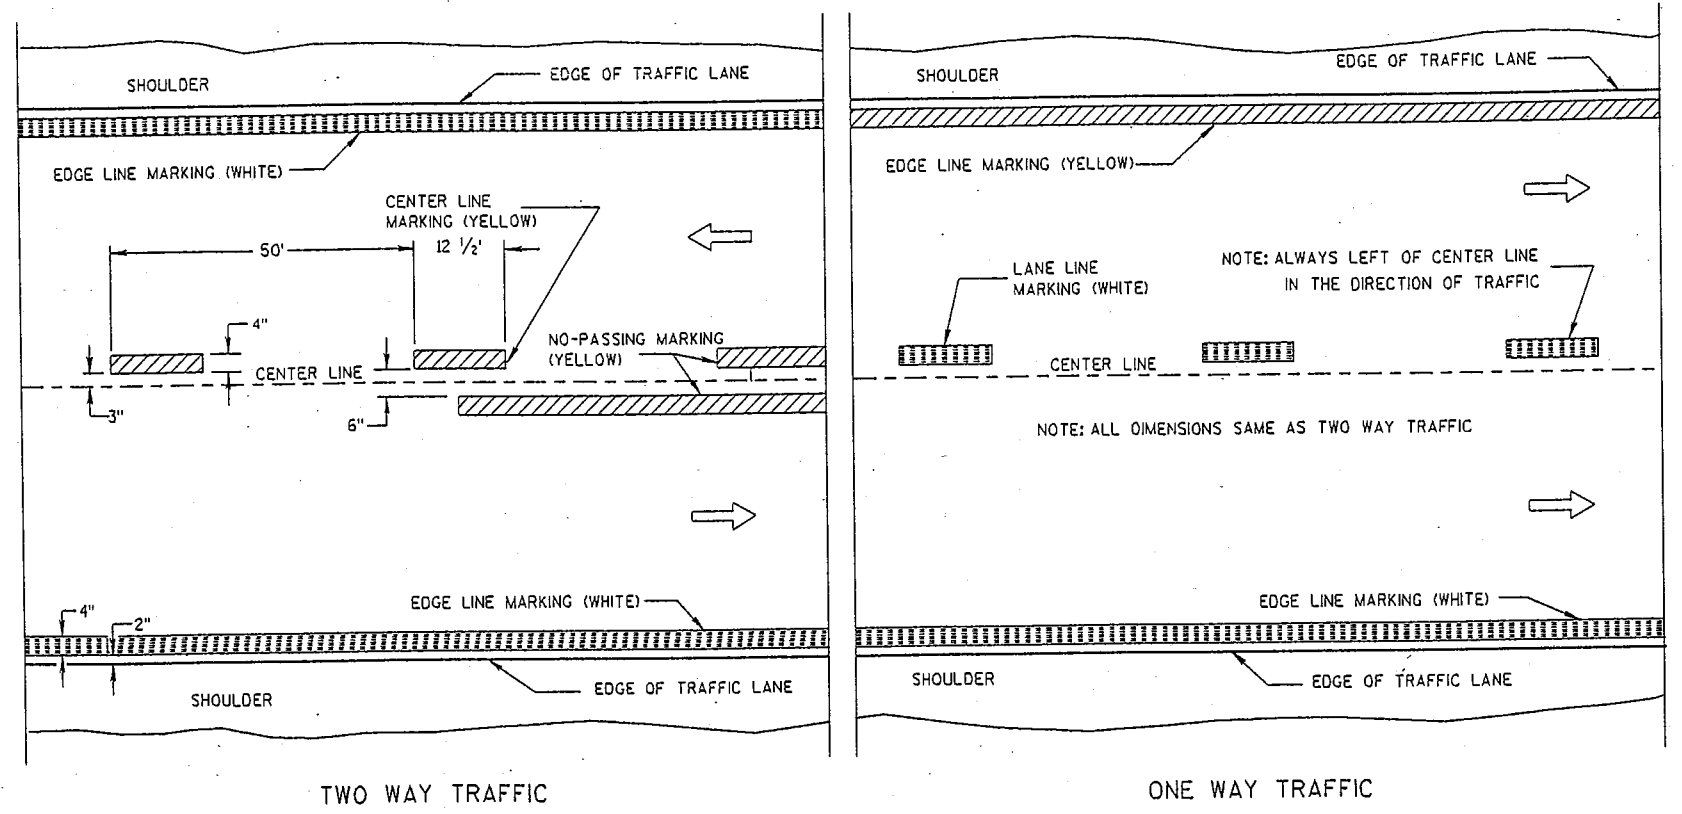 SHOULDER
EDGE OF TRAFFIC LANE
EDGE LINE MARKING (WHITE)
CENTER LINE
MARKING (YELLOW)
50'
12 1/2'
4"
NO-PASSING MARKING
(YELLOW)
CENTER LINE
3"
6"
4"
2"
EDGE LINE MARKING (WHITE)
EDGE OF TRAFFIC LANE
SHOULDER
TWO WAY TRAFFIC
SHOULDER
EDGE OF TRAFFIC LANE
EDGE LINE MARKING (YELLOW)
LANE LINE
MARKING (WHITE)
NOTE: ALWAYS LEFT OF CENTER LINE
IN THE DIRECTION OF TRAFFIC
CENTER LINE
NOTE: ALL DIMENSIONS SAME AS TWO WAY TRAFFIC
EDGE LINE MARKING (WHITE)
SHOULDER
EDGE OF TRAFFIC LANE
ONE WAY TRAFFIC